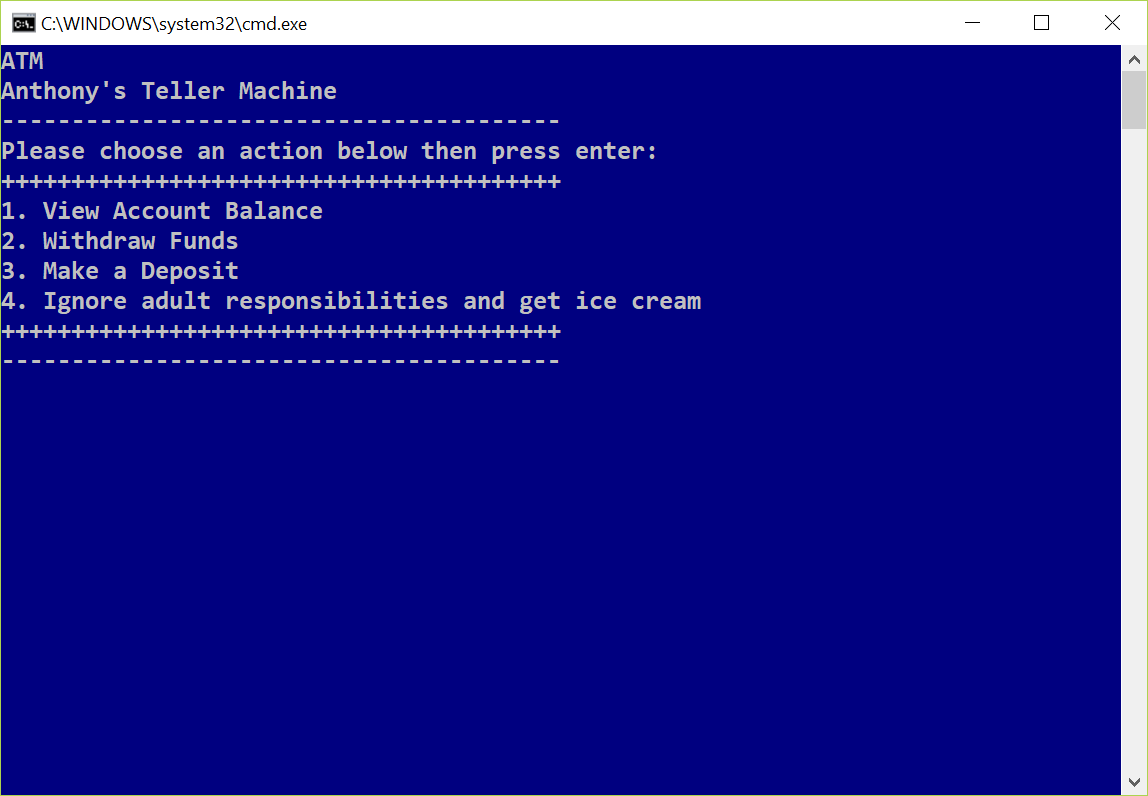 C:\WINDOWS\system32\cmd.exe
ATM
Anthony's Teller Machine
----------------------------------------
Please choose an action below then press enter:
++++++++++++++++++++++++++++++++++++++++
1. View Account Balance
2. Withdraw Funds
3. Make a Deposit
4. Ignore adult responsibilities and get ice cream
++++++++++++++++++++++++++++++++++++++++
----------------------------------------